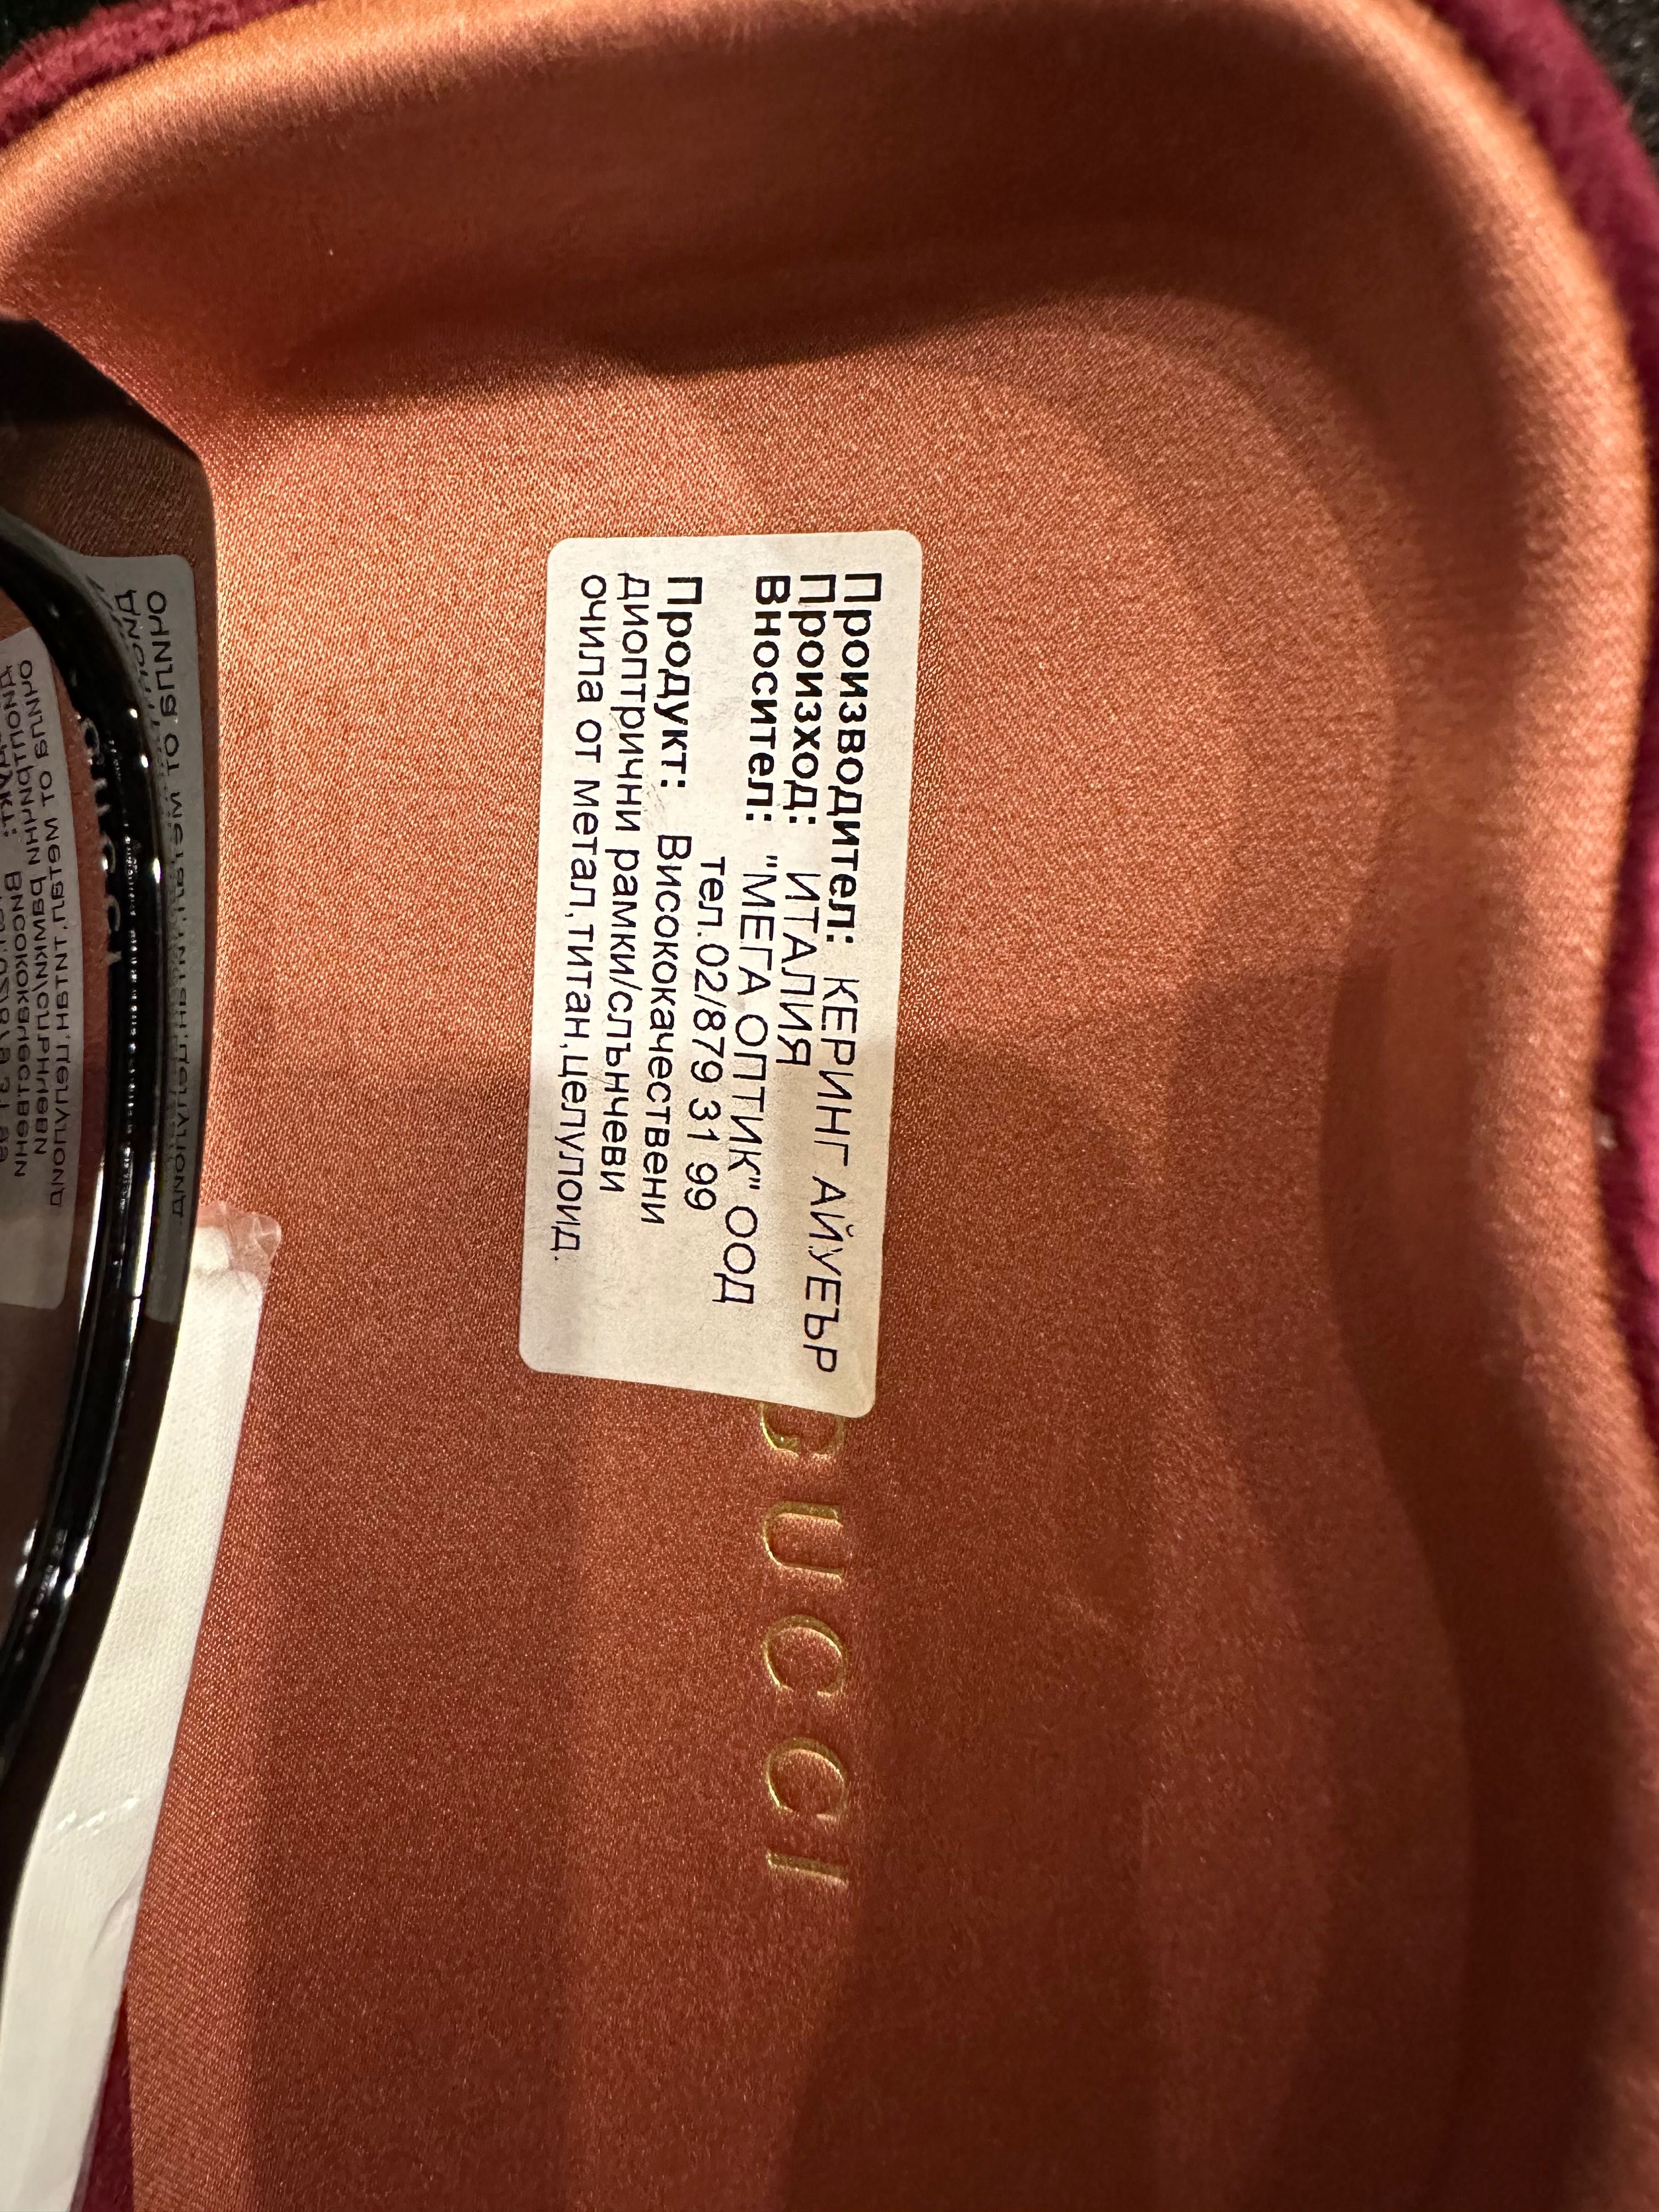 Производител: КЕРИНГ АЙУЕЪР
Произход: ИТАЛИЯ
Вносител: "МЕГА ОПТИК" ООД
тел.02/879 31 99
Продукт: Висококачествени
диоптрични рамки/слънчеви
очила от метал,титан,целулоид.
GUCCI